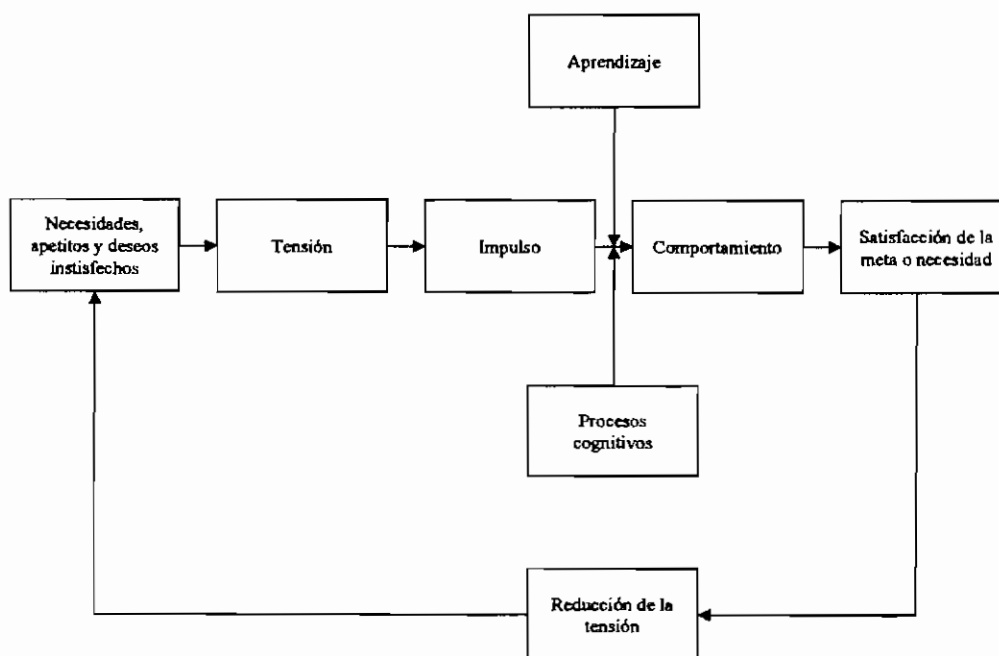 Aprendizaje
Necesidades,
apetitos y deseos
instisfechos
Tensión
Impulso
Comportamiento
Satisfacción de la
meta o necesidad
Procesos
cognitivos
Reducción de la
tensión